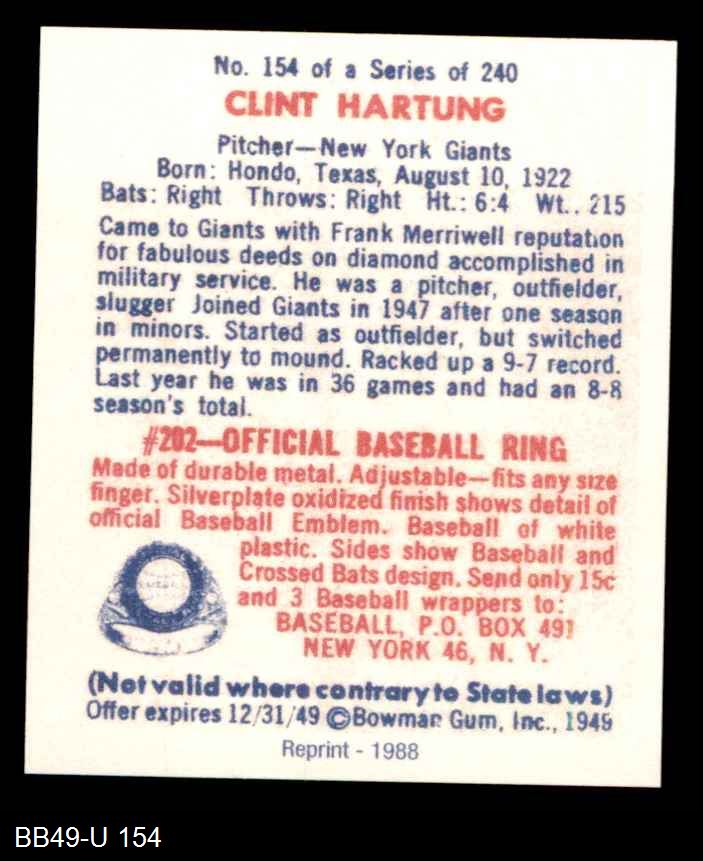 No. 154 of a Series of 240
CLINT HARTUNG
Pitcher—New York Giants
Born: Hondo, Texas, August 10, 1922
Bats: Right Throws: Right Ht.: 6:4 Wt.. 215
Came to Giants with Frank Merriwell reputation
for fabulous deeds on diamond accomplished in
military service. He was a pitcher, outfielder,
slugger Joined Giants in 1947 after one season
in minors. Started as outfielder, but switched
permanently to mound. Racked up a 9-7 record.
Last year he was in 36 games and had an 8-8
season's total.
#202—OFFICIAL BASEBALL RING
Made of durable metal. Adjustable—fits any size
finger. Silverplate oxidized finish shows detail of
official Baseball Emblem. Baseball of white
plastic. Sides show Baseball and
Crossed Bats design. Send only 15c
and 3 Baseball wrappers to:
BASEBALL, P.O. BOX 491
NEW YORK 46, N. Y.
(Not valid where contrary to State laws)
Offer expires 12/31/49 ©Bowman Gum, Inc., 1949
Reprint - 1988
BB49-U 154